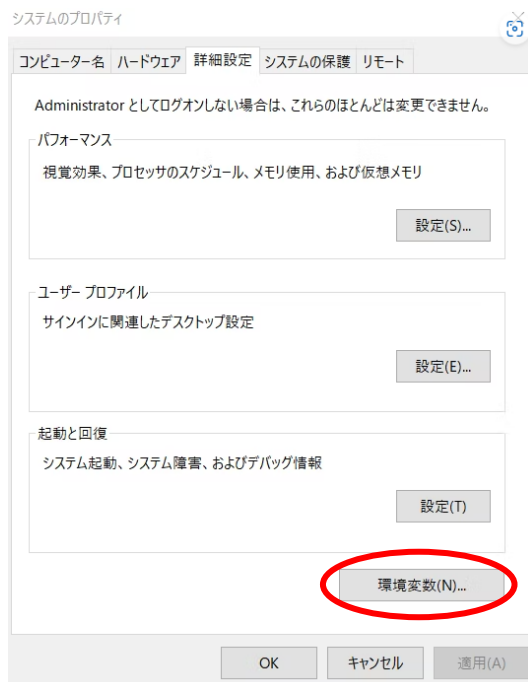 システムのプロパティ
コンピューター名 ハードウェア 詳細設定 システムの保護 リモート
Administrator としてログオンしない場合は、これらのほとんどは変更できません。
パフォーマンス
視覚効果、プロセッサのスケジュール、メモリ使用、および仮想メモリ
設定(S)...
ユーザー プロファイル
サインインに関連したデスクトップ設定
設定(E)...
起動と回復
システム起動、システム障害、およびデバッグ情報
設定(T)
環境変数(N)...
OK キャンセル 適用(A)